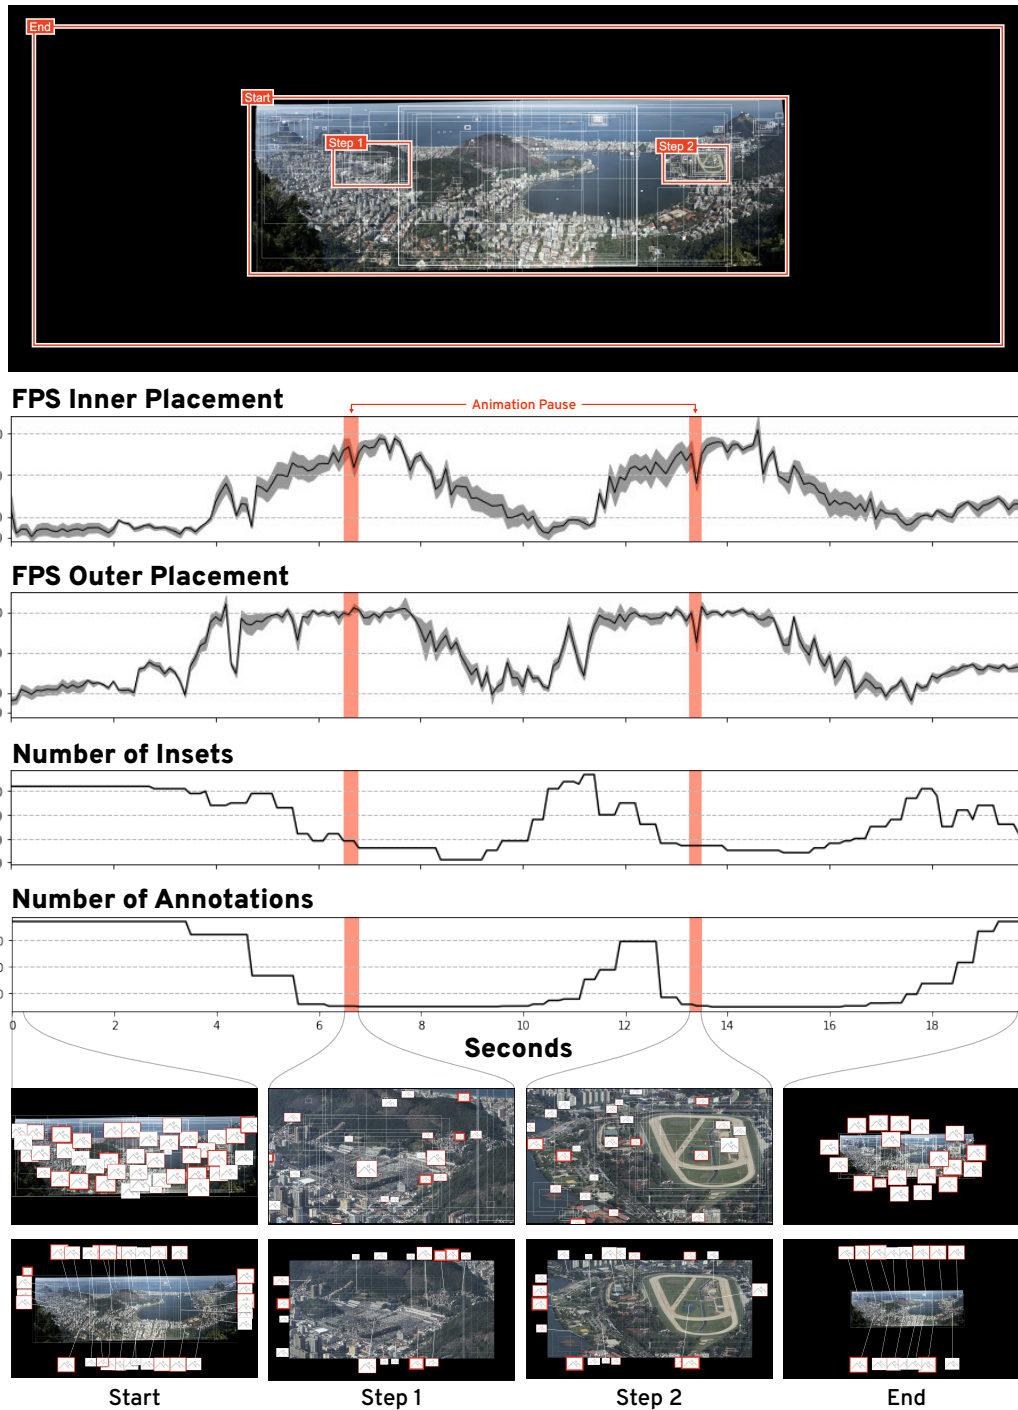 End
Start
Step 1
Step 2
FPS Inner Placement
Animation Pause
FPS Outer Placement
Number of Insets
Number of Annotations
0 2 4 6 8 10 12 14 16 18
Seconds
Start Step 1 Step 2 End